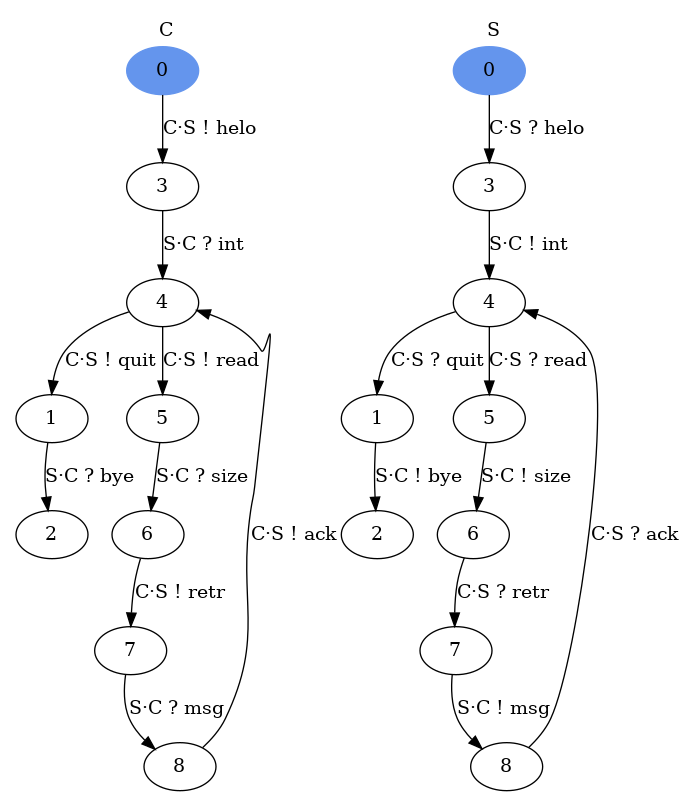 C
0
C·S ! helo
3
S·C ? int
4
C·S ! quit
C·S ! read
1
5
S·C ? bye
S·C ? size
2
6
C·S ! ack
C·S ! retr
7
S·C ? msg
8
S
0
C·S ? helo
3
S·C ! int
4
C·S ? quit
C·S ? read
1
5
S·C ! bye
S·C ! size
2
6
C·S ? ack
C·S ? retr
7
S·C ! msg
8